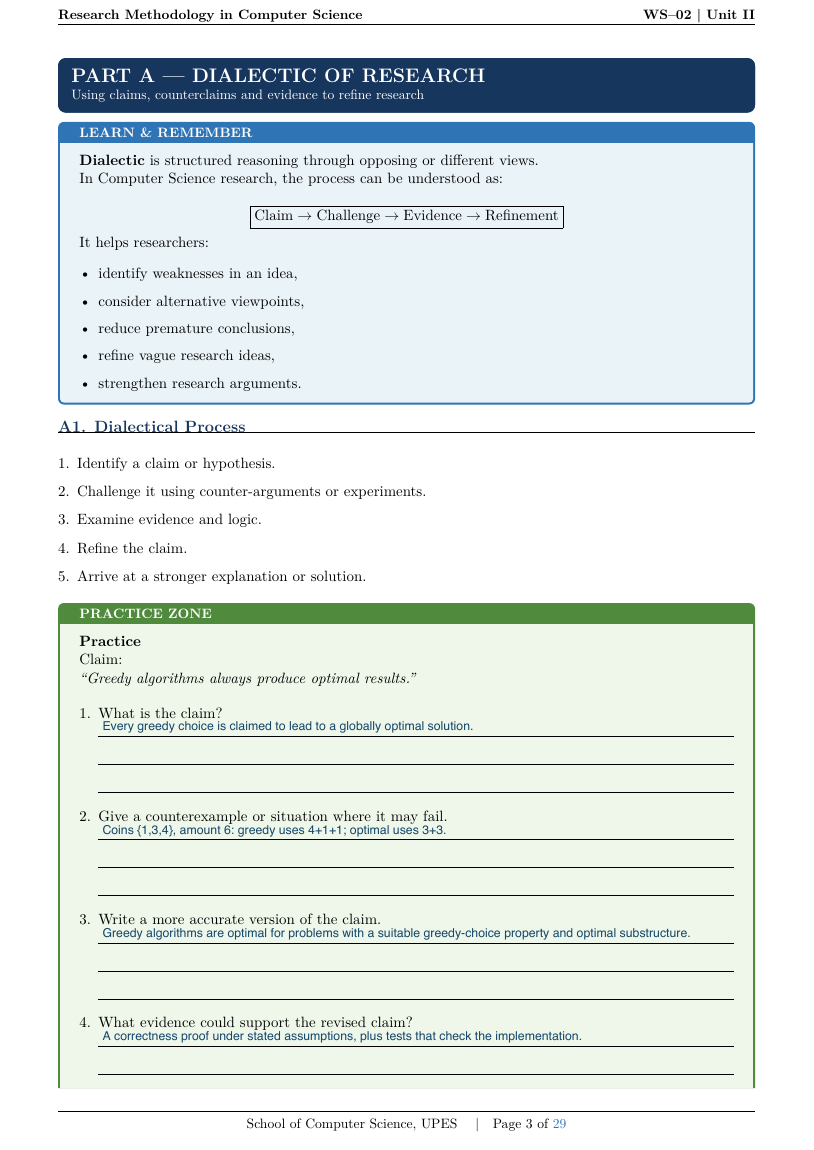 Research Methodology in Computer Science WS–02 | Unit II
PART A — DIALECTIC OF RESEARCH
Using claims, counterclaims and evidence to refine research
LEARN & REMEMBER
Dialectic is structured reasoning through opposing or different views.
In Computer Science research, the process can be understood as:
Claim → Challenge → Evidence → Refinement
It helps researchers:
• identify weaknesses in an idea,
• consider alternative viewpoints,
• reduce premature conclusions,
• refine vague research ideas,
• strengthen research arguments.
A1. Dialectical Process
1. Identify a claim or hypothesis.
2. Challenge it using counter-arguments or experiments.
3. Examine evidence and logic.
4. Refine the claim.
5. Arrive at a stronger explanation or solution.
PRACTICE ZONE
Practice
Claim:
“Greedy algorithms always produce optimal results.”
1. What is the claim?
Every greedy choice is claimed to lead to a globally optimal solution.
2. Give a counterexample or situation where it may fail.
Coins {1,3,4}, amount 6: greedy uses 4+1+1; optimal uses 3+3.
3. Write a more accurate version of the claim.
Greedy algorithms are optimal for problems with a suitable greedy-choice property and optimal substructure.
4. What evidence could support the revised claim?
A correctness proof under stated assumptions, plus tests that check the implementation.
School of Computer Science, UPES | Page 3 of 29